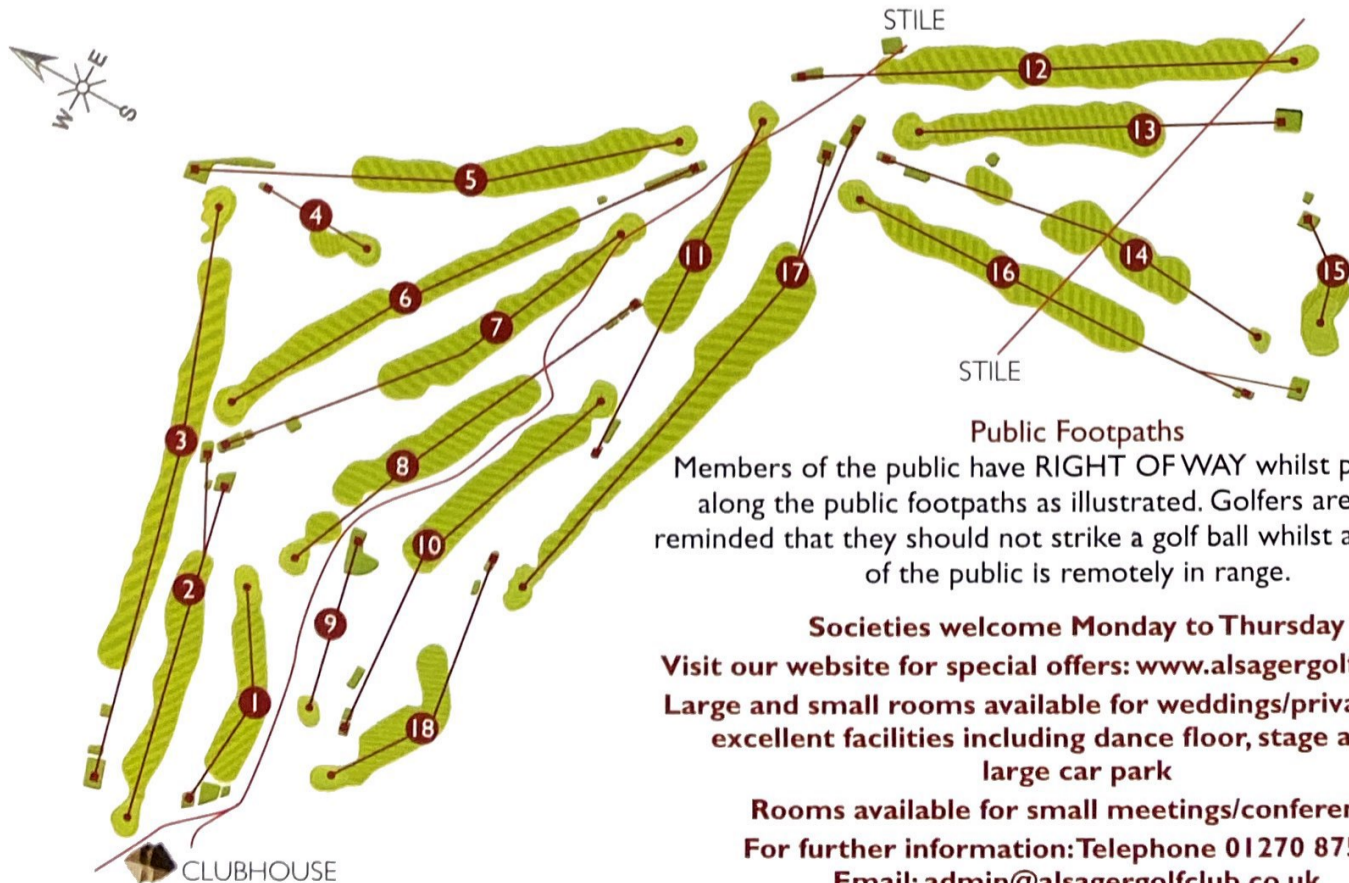 STILE
E
W
S
12
13
5
4
11
17
14
15
16
6
7
STILE
3
8
10
2
9
1
18
CLUBHOUSE
Public Footpaths
Members of the public have RIGHT OF WAY whilst p
along the public footpaths as illustrated. Golfers are
reminded that they should not strike a golf ball whilst a
of the public is remotely in range.
Societies welcome Monday to Thursday
Visit our website for special offers: www.alsagergolf
Large and small rooms available for weddings/priva
excellent facilities including dance floor, stage a
large car park
Rooms available for small meetings/conferen
For further information: Telephone 01270 875
Email: admin@alsagergolfclub.co.uk